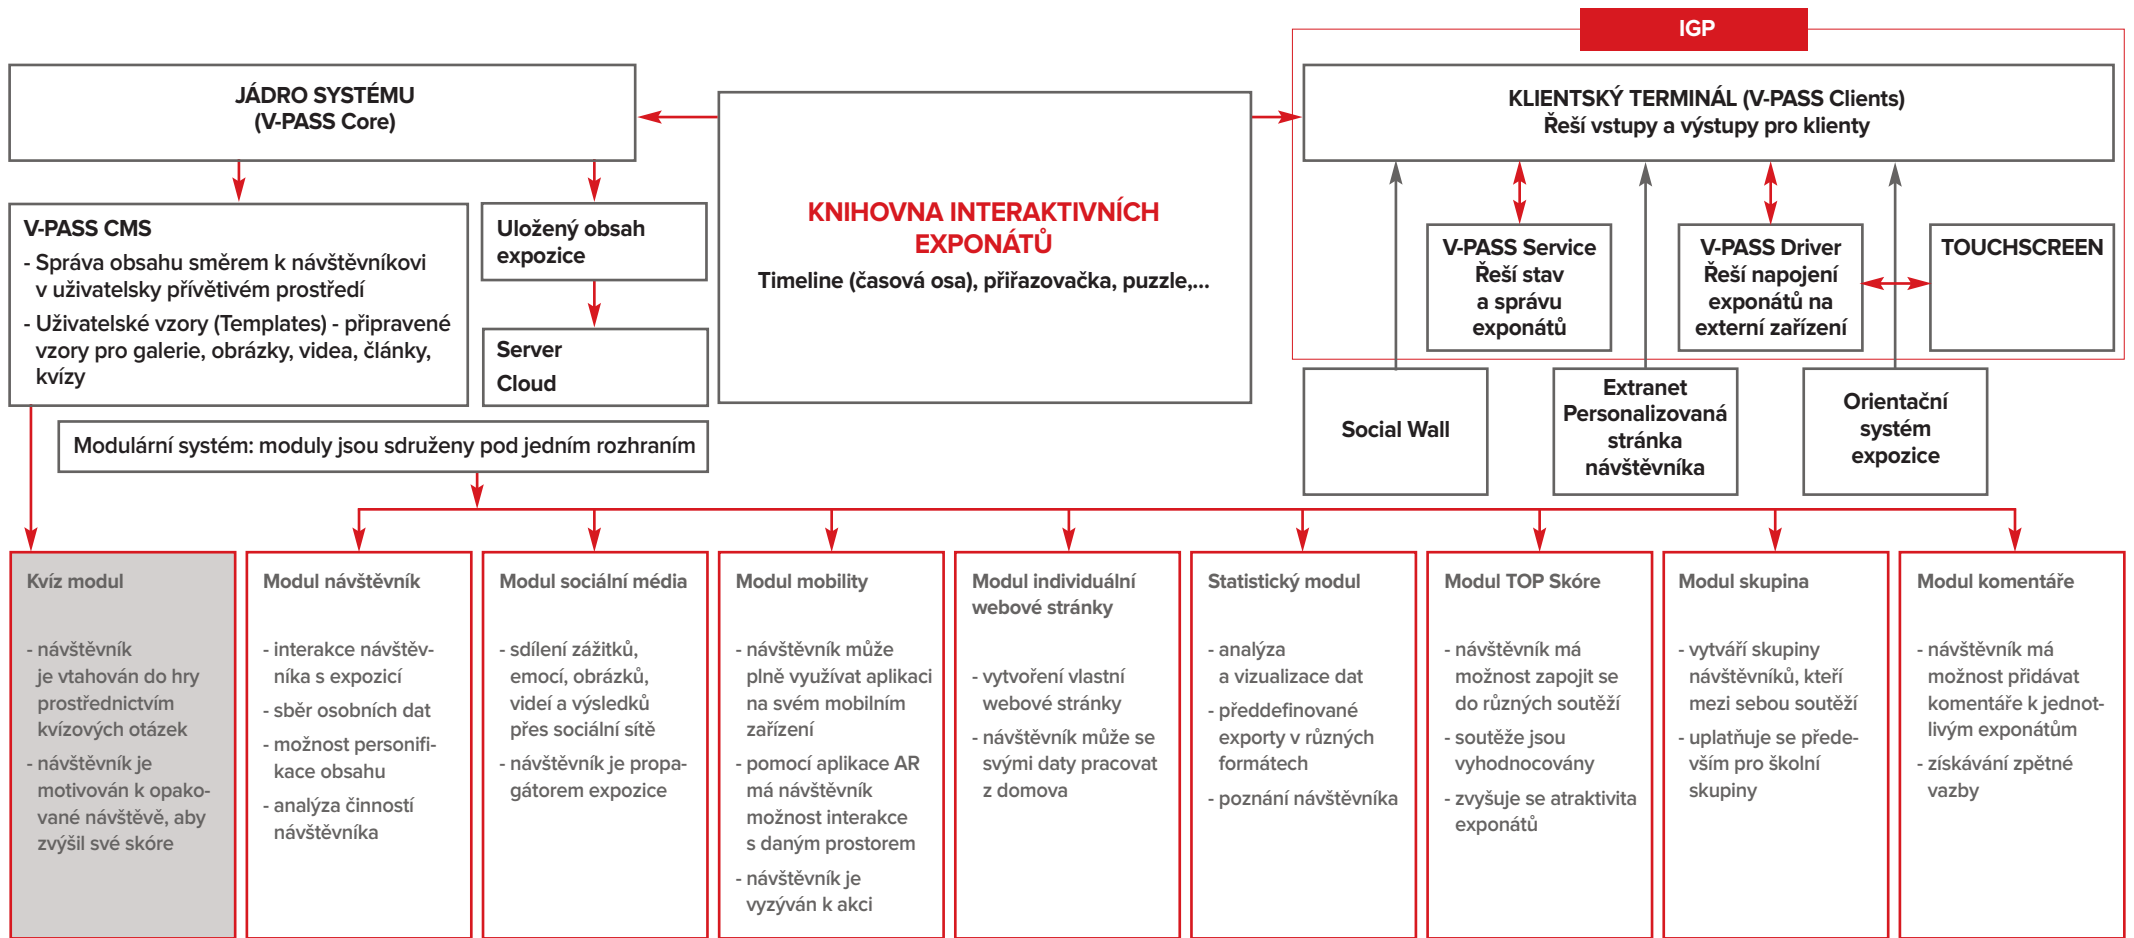 IGP
JÁDRO SYSTÉMU
(V-PASS Core)
KNIHOVNA INTERAKTIVNÍCH
EXPONÁTŮ
Timeline (časová osa), přiřazovačka, puzzle,...
KLIENTSKÝ TERMINÁL (V-PASS Clients)
Řeší vstupy a výstupy pro klienty
V-PASS CMS
- Správa obsahu směrem k návštěvníkovi
v uživatelsky přívětivém prostředí
- Uživatelské vzory (Templates) - připravené
vzory pro galerie, obrázky, videa, články,
kvízy
Uložený obsah
expozice
Server
Cloud
V-PASS Service
Řeší stav
a správu
exponátů
V-PASS Driver
Řeší napojení
exponátů na
externí zařízení
TOUCHSCREEN
Social Wall
Extranet
Personalizovaná
stránka
návštěvníka
Orientační
systém
expozice
Modulární systém: moduly jsou sdruženy pod jedním rozhraním
Kvíz modul
- návštěvník
je vtahován do hry
prostřednictvím
kvízových otázek
- návštěvník je
motivován k opako-
vané návštěvě, aby
zvýšil své skóre
Modul návštěvník
- interakce návštěv-
níka s expozicí
- sběr osobních dat
- možnost personifi-
kace obsahu
- analýza činností
návštěvníka
Modul sociální média
- sdílení zážitků,
emocí, obrázků,
videí a výsledků
přes sociální sítě
- návštěvník je propa-
gátorem expozice
Modul mobility
- návštěvník může
plně využívat aplikaci
na svém mobilním
zařízení
- pomocí aplikace AR
má návštěvník
možnost interakce
s daným prostorem
- návštěvník je
vyzýván k akci
Modul individuální
webové stránky
- vytvoření vlastní
webové stránky
- návštěvník může se
svými daty pracovat
z domova
Statistický modul
- analýza
a vizualizace dat
- předdefinované
exporty v různých
formátech
- poznání návštěvníka
Modul TOP Skóre
- návštěvník má
možnost zapojit se
do různých soutěží
- soutěže jsou
vyhodnocovány
- zvyšuje se atraktivita
exponátů
Modul skupina
- vytváří skupiny
návštěvníků, kteří
mezi sebou soutěží
- uplatňuje se přede-
vším pro školní
skupiny
Modul komentáře
- návštěvník má
možnost přidávat
komentáře k jednot-
livým exponátům
- získávání zpětné
vazby